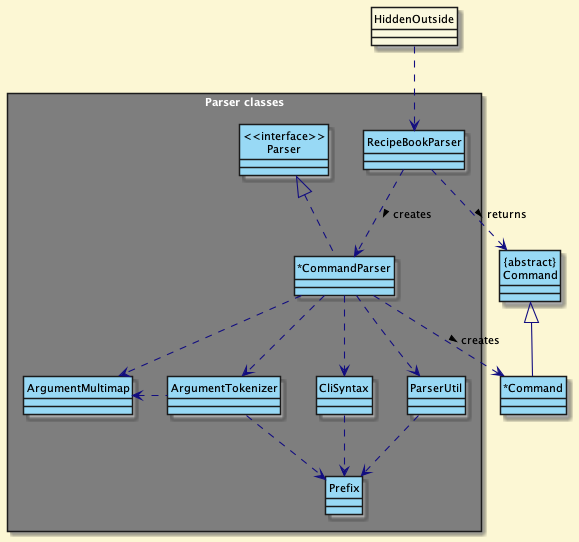 HiddenOutside
Parser classes
<<interface>>
Parser
RecipeBookParser
creates
returns
*CommandParser
{abstract}
Command
creates
ArgumentMultimap
ArgumentTokenizer
CliSyntax
ParserUtil
*Command
Prefix